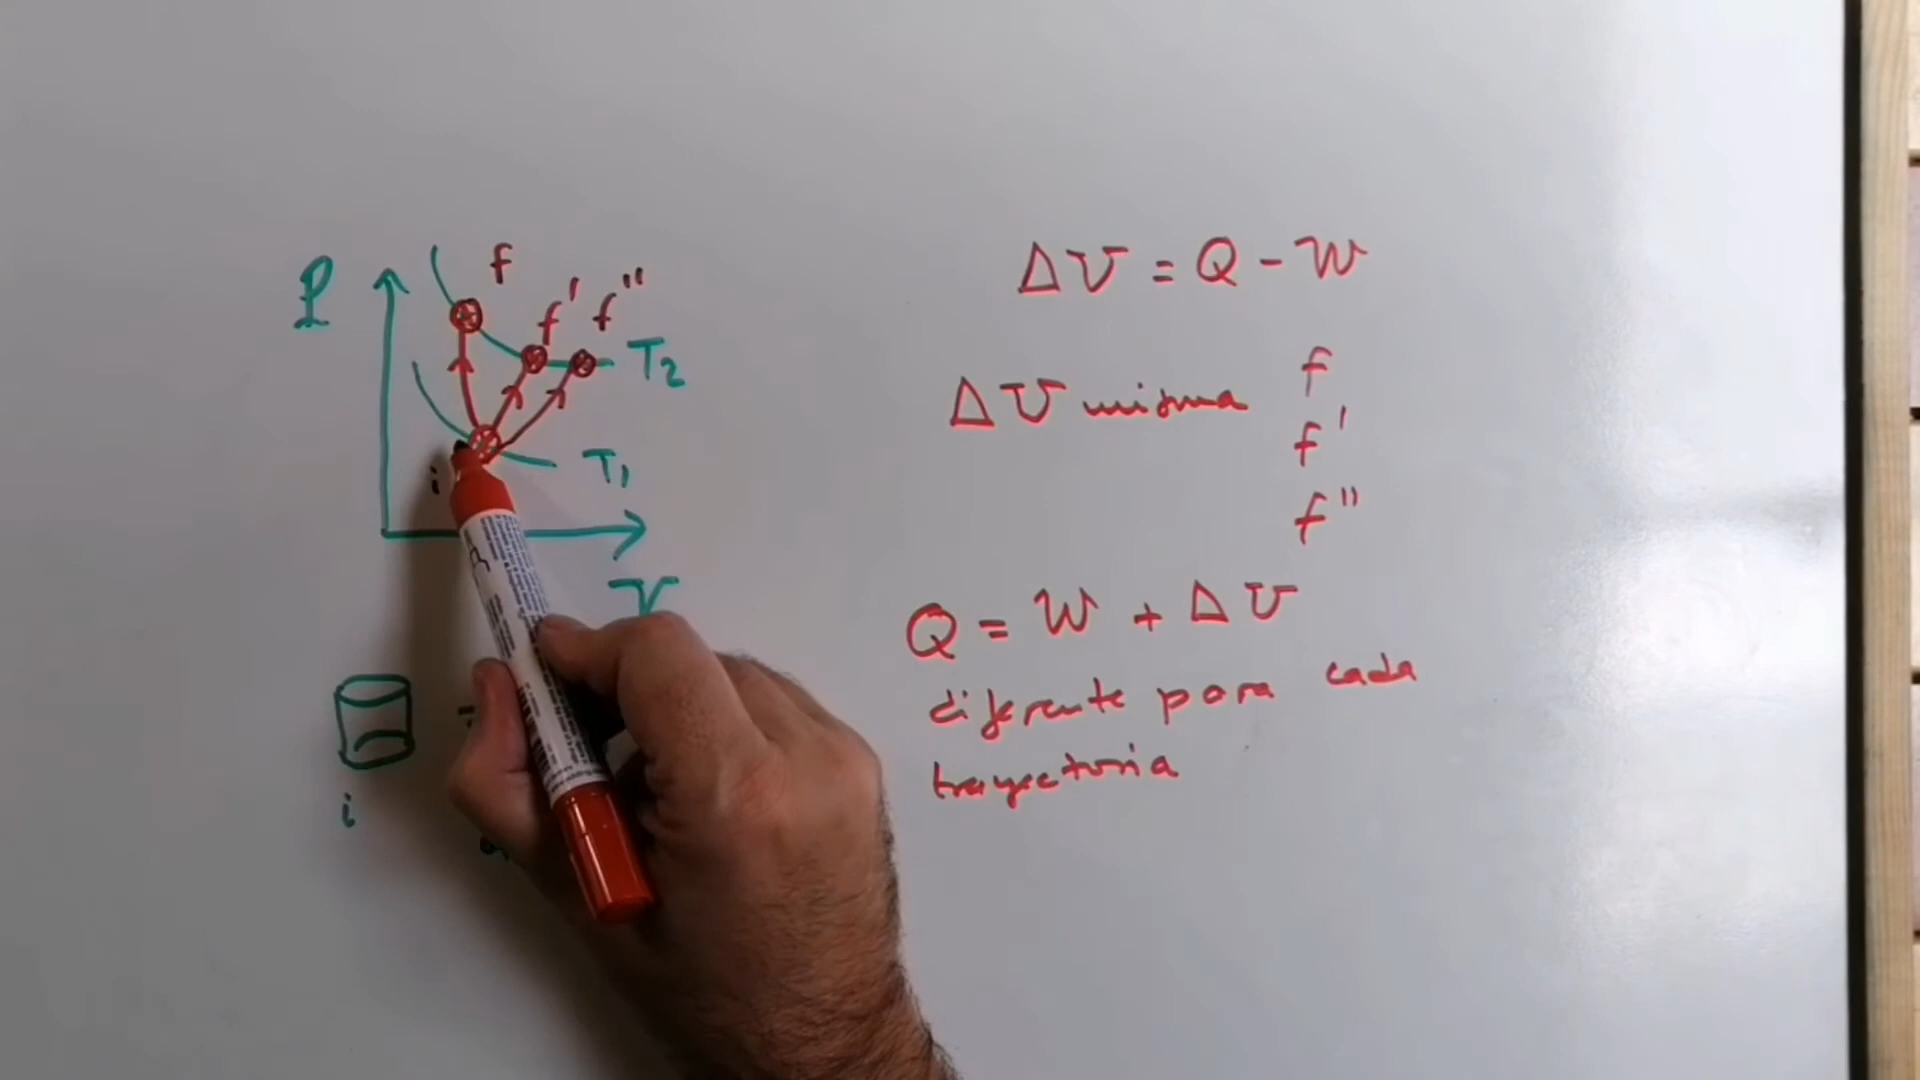 P
f
f' f''
T2
T1
i
V
i
ΔU = Q - W
ΔU misma f
f'
f''
Q = W + ΔU
diferente para cada
trayectoria